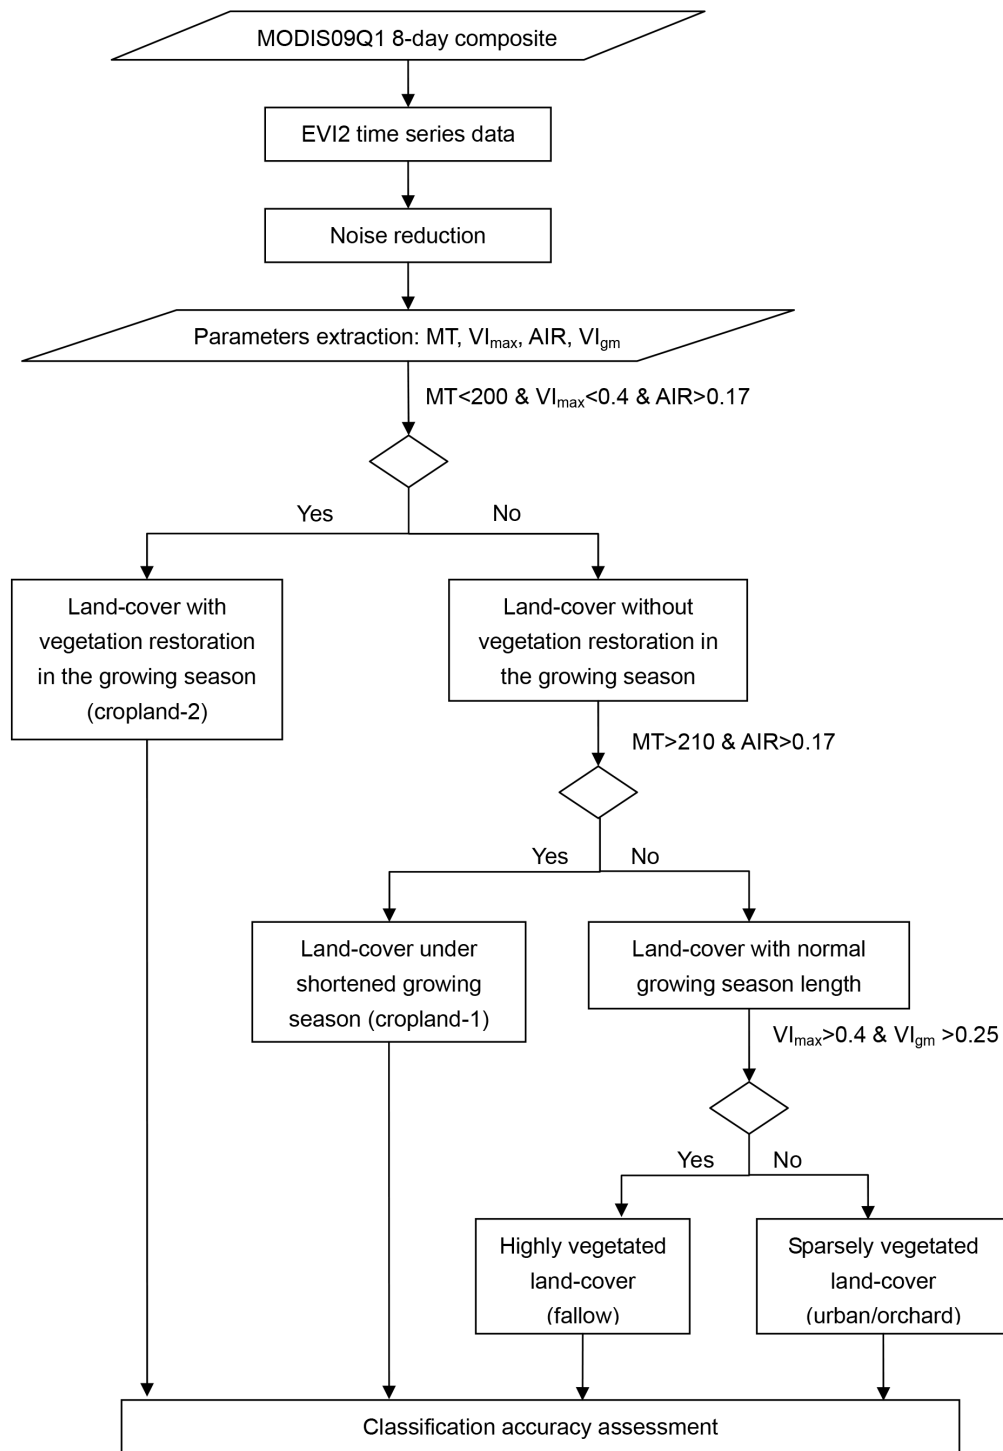 MODIS09Q1 8-day composite
EVI2 time series data
Noise reduction
Parameters extraction: MT, VImax, AIR, VIgm
MT<200 & VImax<0.4 & AIR>0.17
Yes
No
Land-cover with
vegetation restoration
in the growing season
(cropland-2)
Land-cover without
vegetation restoration in
the growing season
MT>210 & AIR>0.17
Yes
No
Land-cover under
shortened growing
season (cropland-1)
Land-cover with normal
growing season length
VImax>0.4 & VIgm >0.25
Yes
No
Highly vegetated
land-cover
(fallow)
Sparsely vegetated
land-cover
(urban/orchard)
Classification accuracy assessment